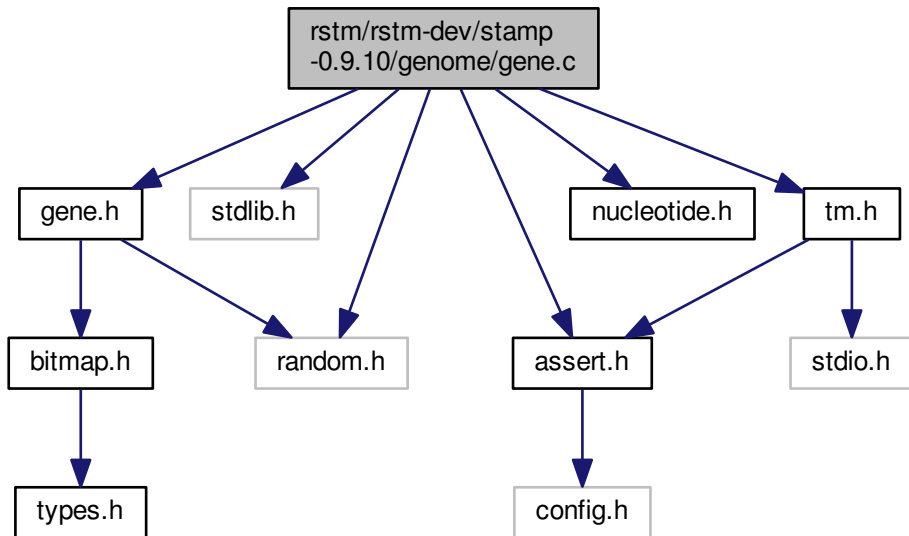 rstm/rstm-dev/stamp
-0.9.10/genome/gene.c
gene.h
stdlib.h
nucleotide.h
tm.h
bitmap.h
random.h
assert.h
stdio.h
types.h
config.h